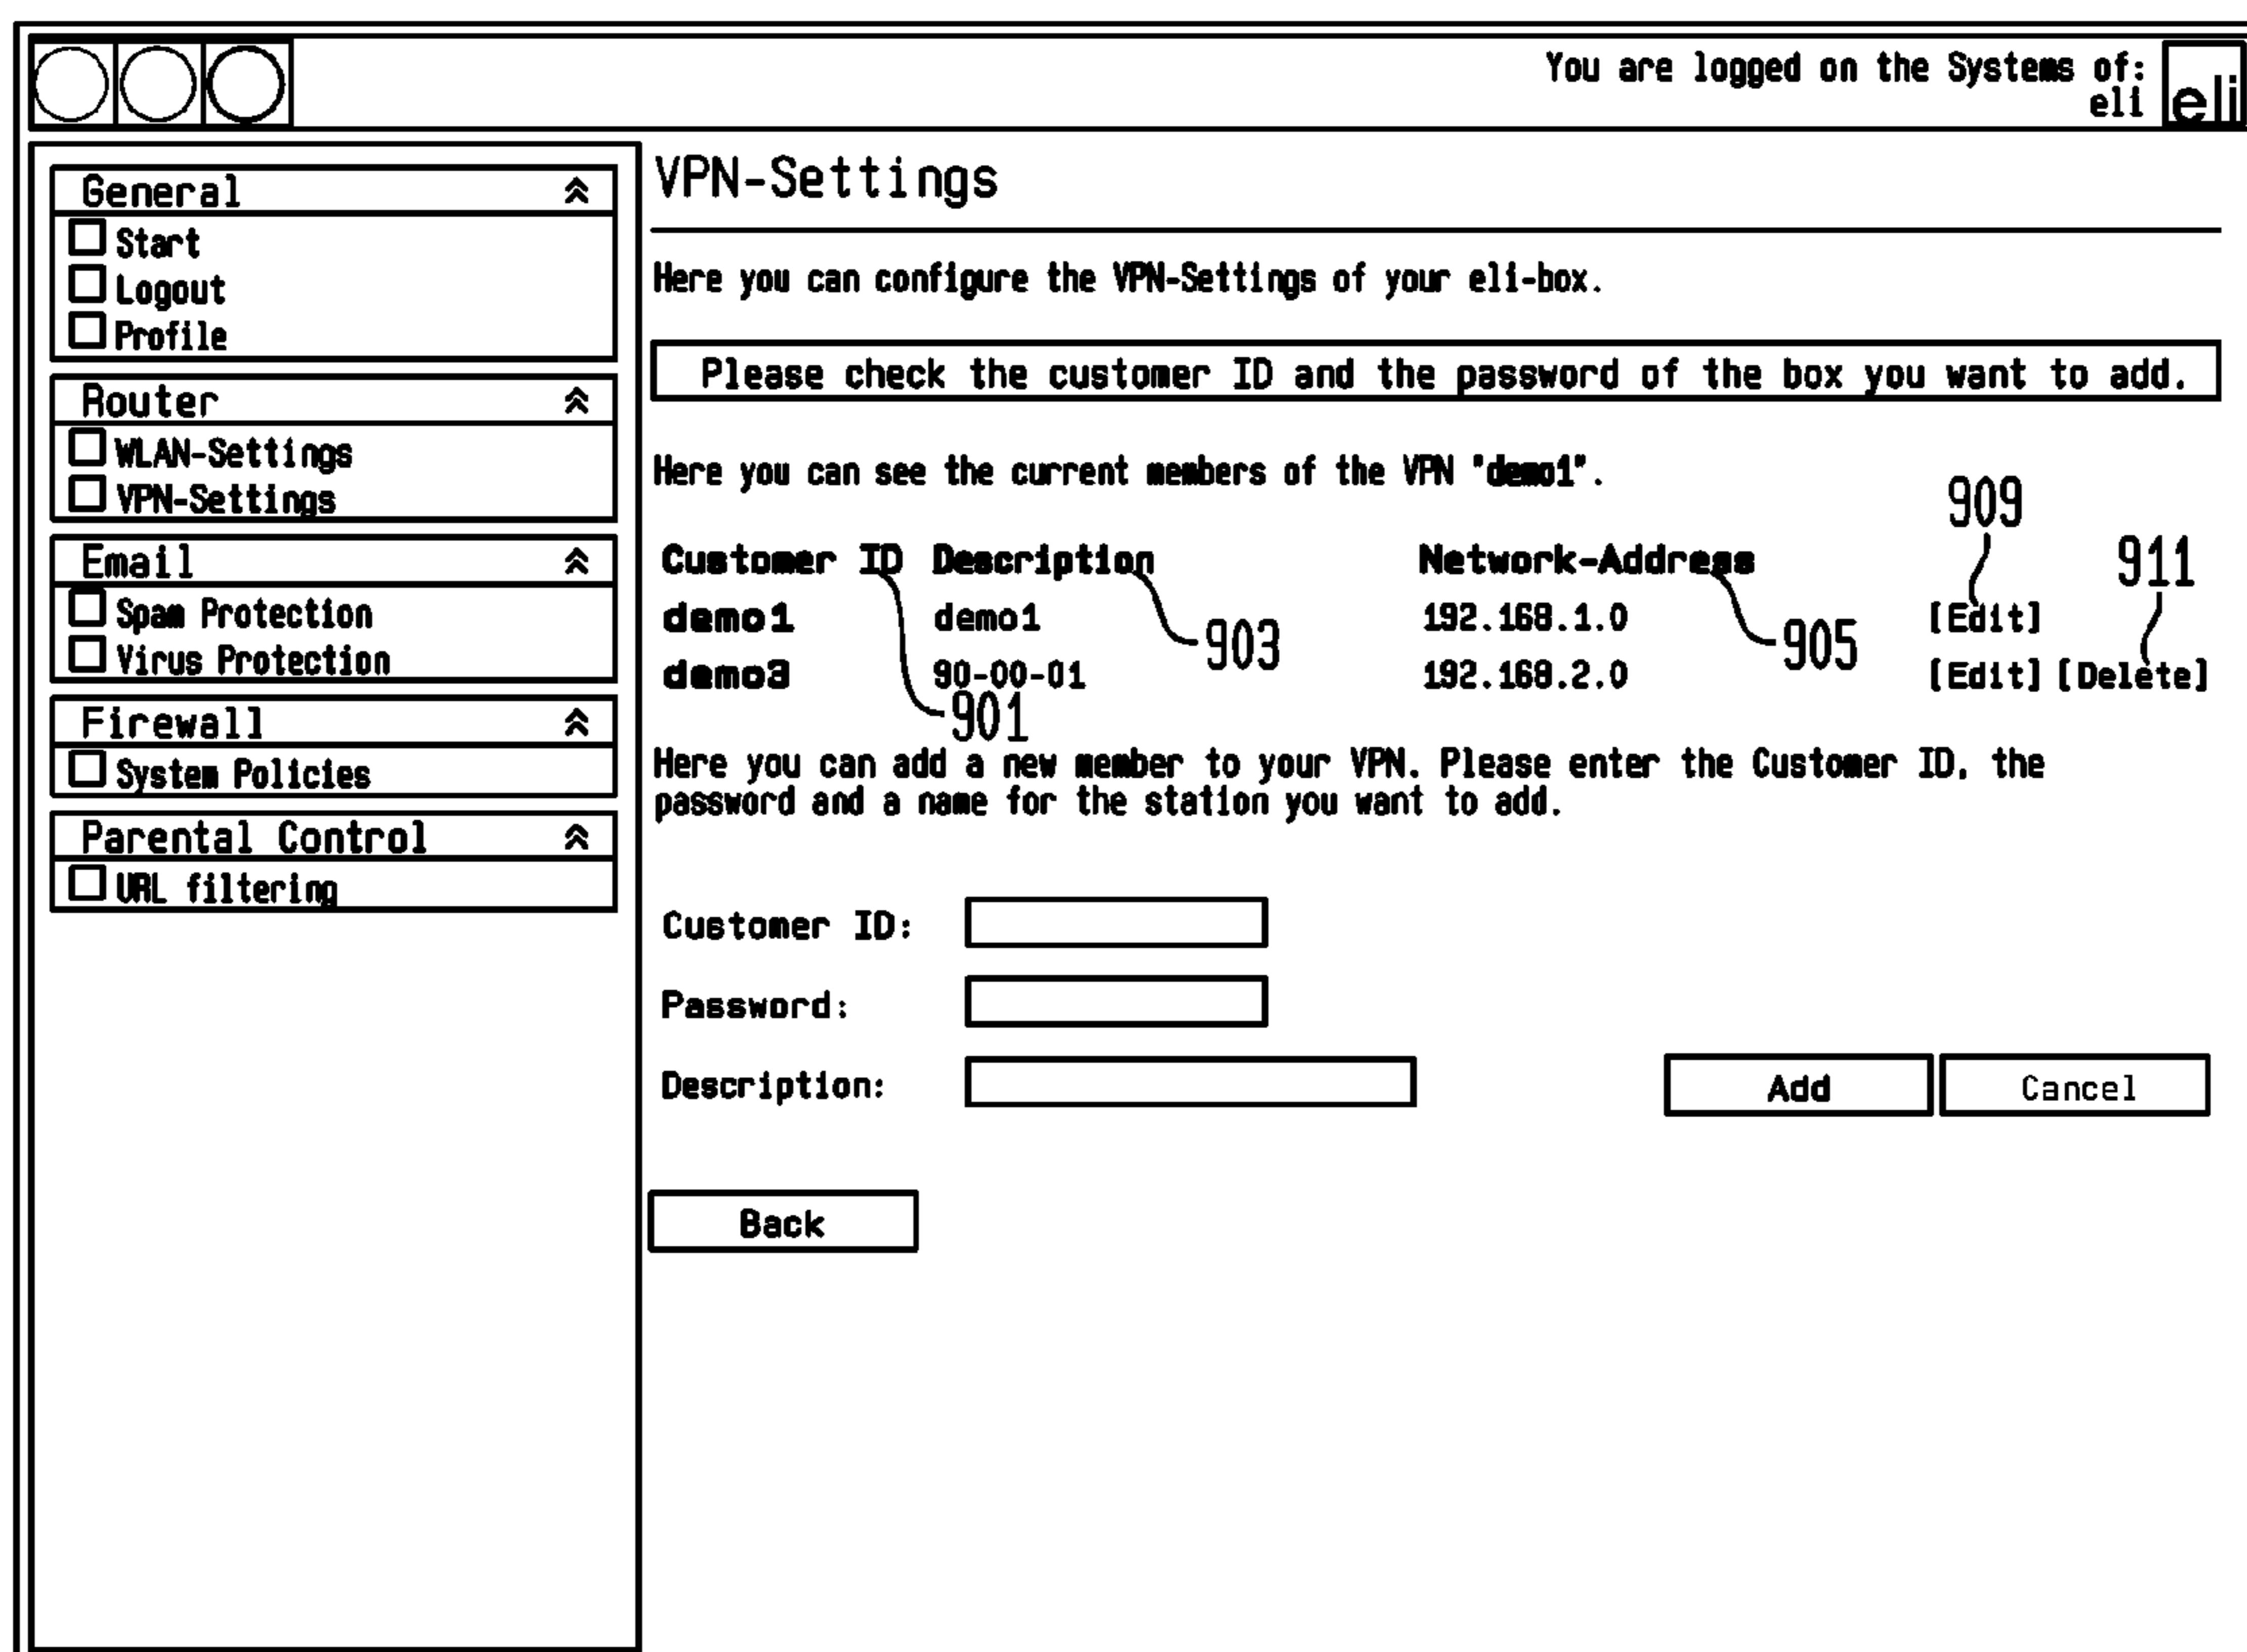 You are logged on the Systems of:
eli
eli
General
Start
Logout
Profile
Router
WLAN-Settings
VPN-Settings
Email
Spam Protection
Virus Protection
Firewall
System Policies
Parental Control
URL filtering
VPN-Settings
Here you can configure the VPN-Settings of your eli-box.
Please check the customer ID and the password of the box you want to add.
Here you can see the current members of the VPN "demo1".
909
911
Customer ID Description Network-Address
demo1 demo1 192.168.1.0 [Edit]
903 905
demo3 90-00-01 192.168.2.0 [Edit] [Delete]
901
Here you can add a new member to your VPN. Please enter the Customer ID, the
password and a name for the station you want to add.
Customer ID:
Password:
Description:
Add Cancel
Back